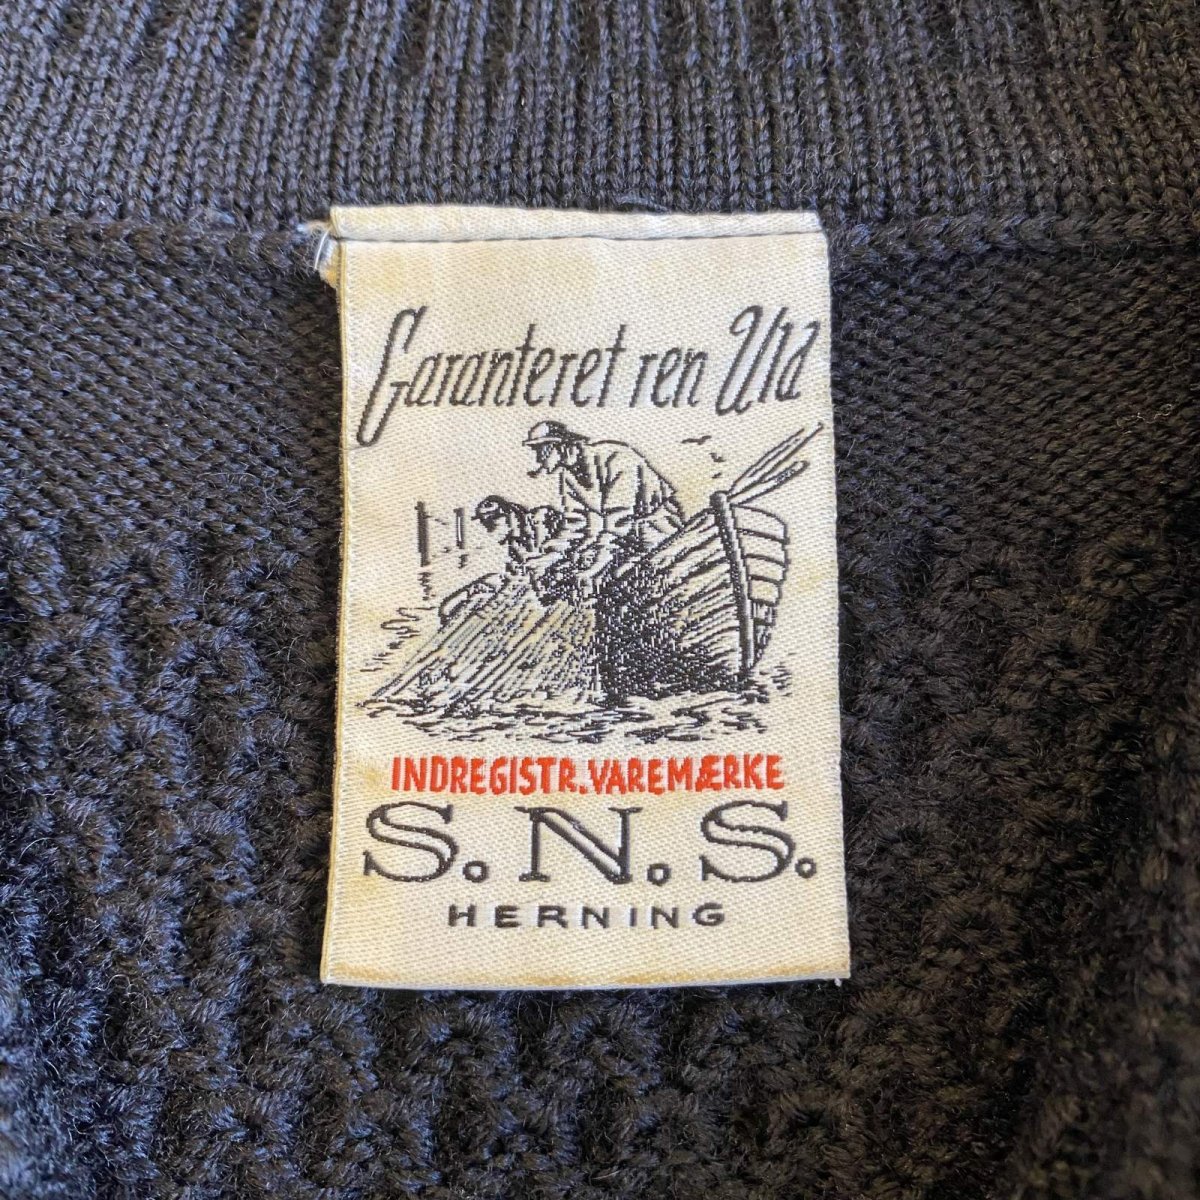 Garanteret ren Uld
INDREGISTR.VAREMÆRKE
S.N.S.
HERNING